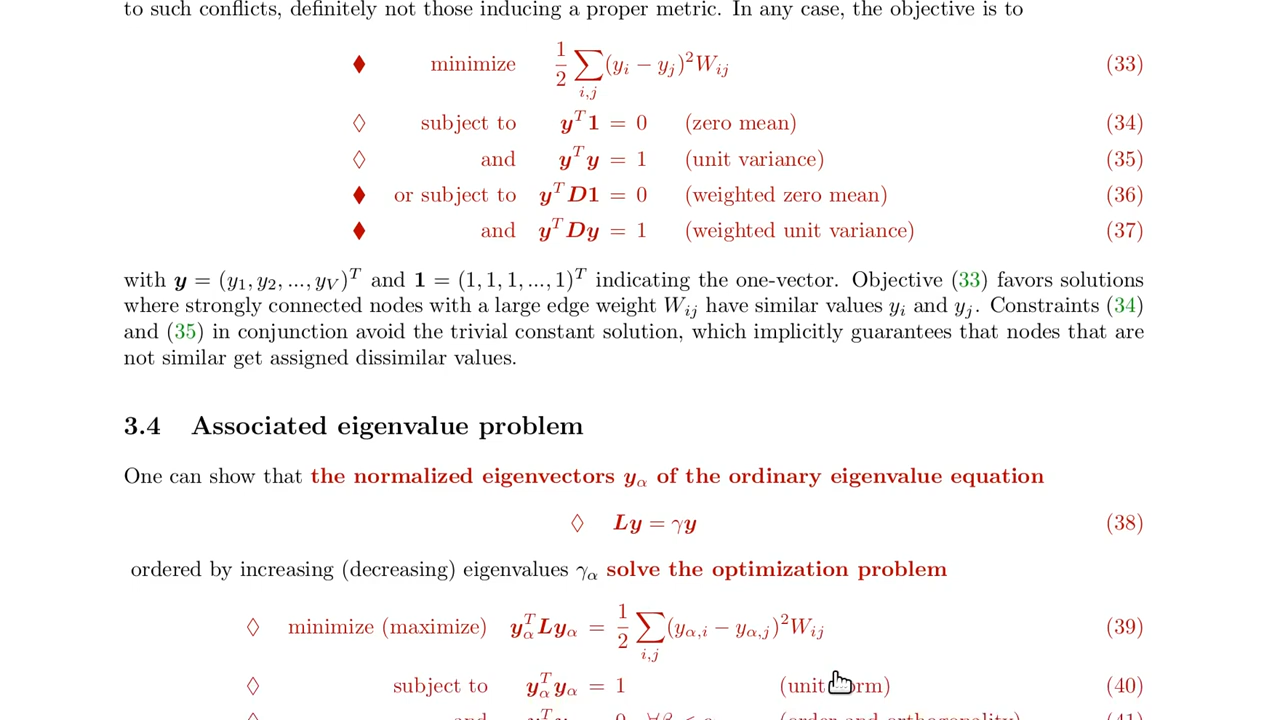 to such conflicts, definitely not those inducing a proper metric. In any case, the objective is to
♦ minimize 1/2 ∑_{i,j} (y_i − y_j)²W_{ij} (33)
◊ subject to y^T 1 = 0 (zero mean) (34)
◊ and y^T y = 1 (unit variance) (35)
♦ or subject to y^T D1 = 0 (weighted zero mean) (36)
♦ and y^T Dy = 1 (weighted unit variance) (37)
with y = (y_1, y_2, ..., y_V)^T and 1 = (1, 1, 1, ..., 1)^T indicating the one-vector. Objective (33) favors solutions
where strongly connected nodes with a large edge weight W_{ij} have similar values y_i and y_j. Constraints (34)
and (35) in conjunction avoid the trivial constant solution, which implicitly guarantees that nodes that are
not similar get assigned dissimilar values.
3.4 Associated eigenvalue problem
One can show that the normalized eigenvectors y_α of the ordinary eigenvalue equation
◊ Ly = γy (38)
ordered by increasing (decreasing) eigenvalues γ_α solve the optimization problem
◊ minimize (maximize) y_α^T Ly_α = 1/2 ∑_{i,j} (y_{α,i} − y_{α,j})²W_{ij} (39)
◊ subject to y_α^T y_α = 1 (unit norm) (40)